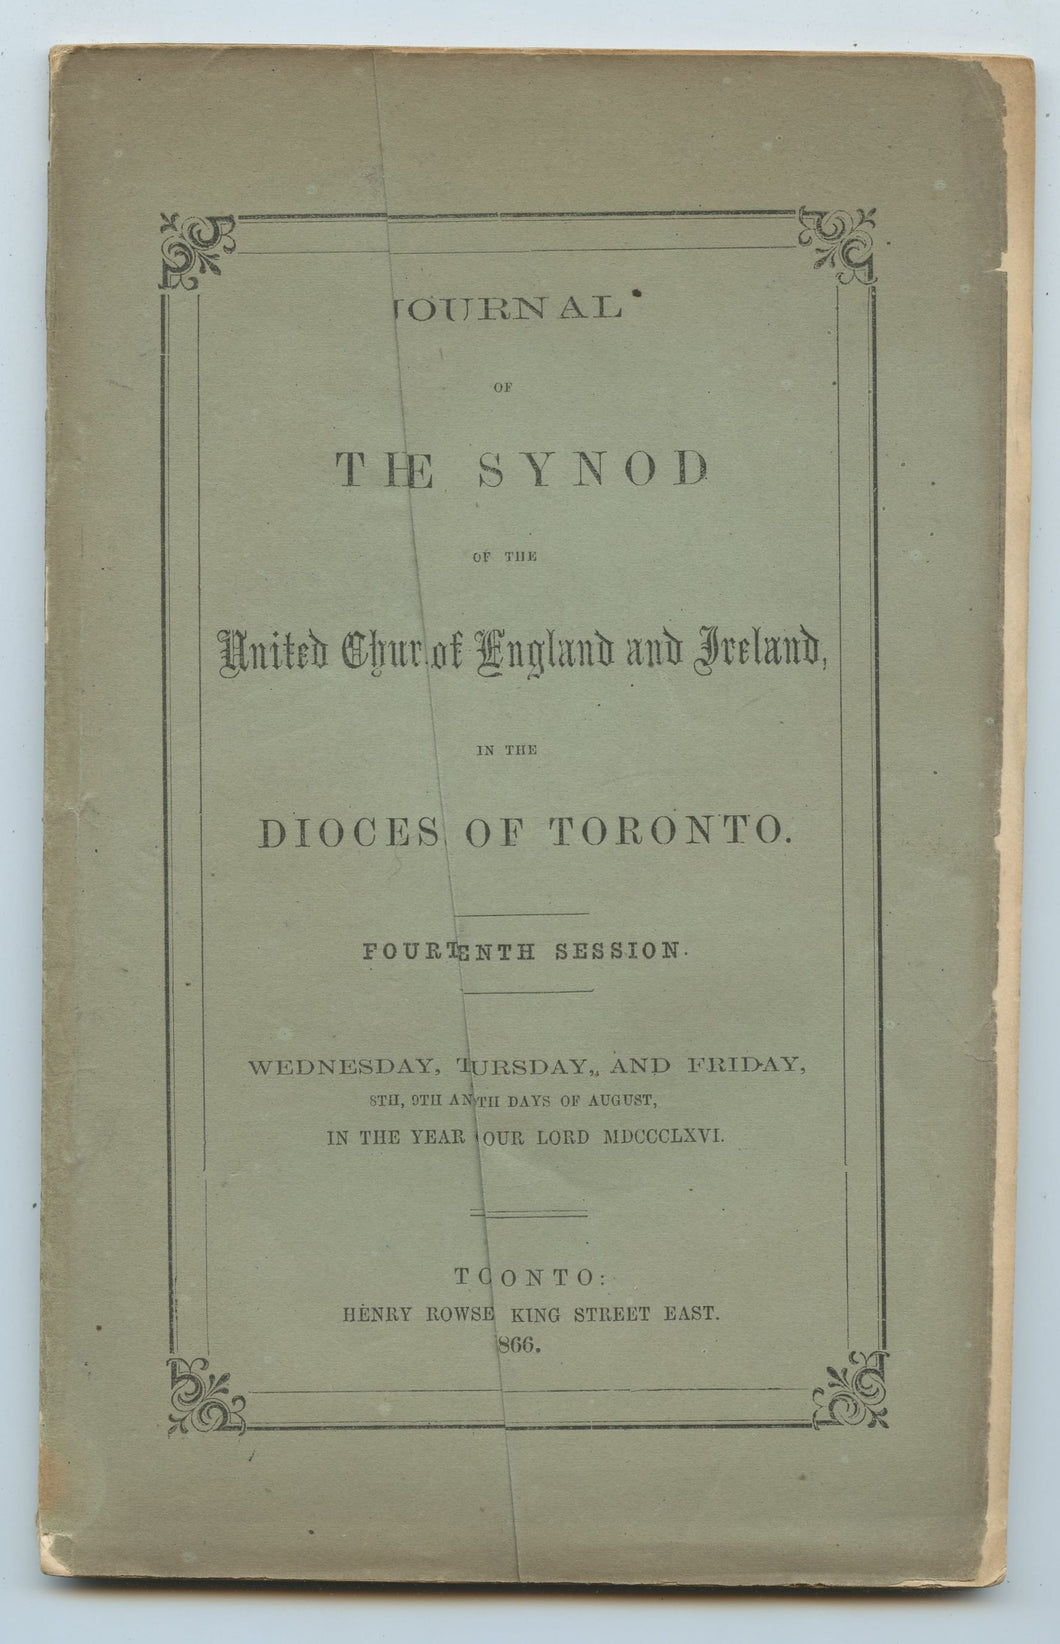 JOURNAL
OF
THE SYNOD
OF THE
United Chur of England and Ireland,
IN THE
DIOCES OF TORONTO.
FOURTENTH SESSION.
WEDNESDAY, TURSDAY,, AND FRIDAY,
8TH, 9TH AN TH DAYS OF AUGUST,
IN THE YEAR OUR LORD MDCCCLXVI.
TOONTO:
HENRY ROWSE KING STREET EAST.
866.